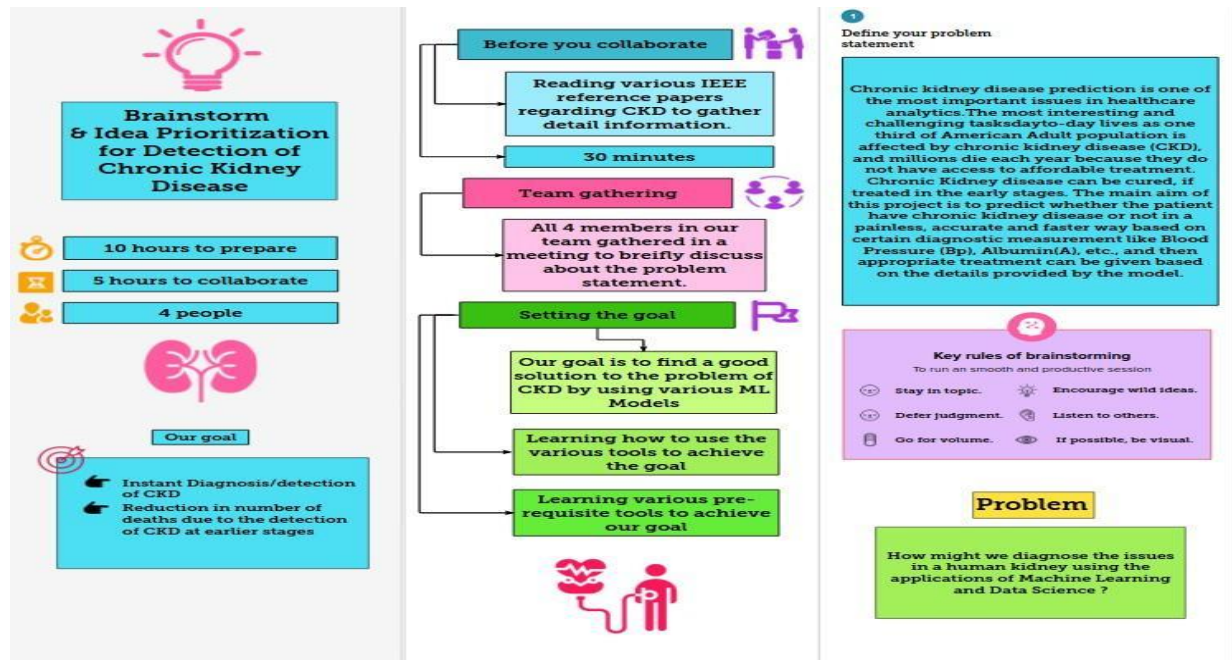 Brainstorm
& Idea Prioritization
for Detection of
Chronic Kidney
Disease
10 hours to prepare
5 hours to collaborate
4 people
Our goal
Instant Diagnosis/detection
of CKD
Reduction in number of
deaths due to the detection
of CKD at earlier stages
Before you collaborate
Reading various IEEE
reference papers
regarding CKD to gather
detail information.
30 minutes
Team gathering
All 4 members in our
team gathered in a
meeting to breifly discuss
about the problem
statement.
Setting the goal
Our goal is to find a good
solution to the problem of
CKD by using various ML
Models
Learning how to use the
various tools to achieve
the goal
Learning various pre-
requisite tools to achieve
our goal
1
Define your problem
statement
Chronic kidney disease prediction is one of
the most important issues in healthcare
analytics.The most interesting and
challenging tasksdayto-day lives as one
third of American Adult population is
affected by chronic kidney disease (CKD),
and millions die each year because they do
not have access to affordable treatment.
Chronic Kidney disease can be cured, if
treated in the early stages. The main aim of
this project is to predict whether the patient
have chronic kidney disease or not in a
painless, accurate and faster way based on
certain diagnostic measurement like Blood
Pressure (Bp), Albumin(A), etc., and then
appropriate treatment can be given based
on the details provided by the model.
Key rules of brainstorming
To run an smooth and productive session
Stay in topic.
Encourage wild ideas.
Defer judgment.
Listen to others.
Go for volume.
If possible, be visual.
Problem
How might we diagnose the issues
in a human kidney using the
applications of Machine Learning
and Data Science ?